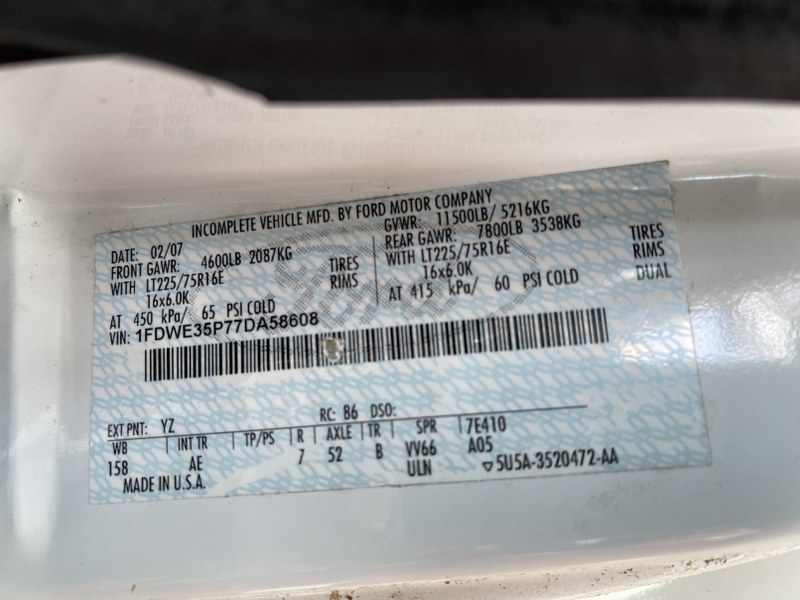 INCOMPLETE VEHICLE MFD. BY FORD MOTOR COMPANY
DATE: 02/07 GVWR: 11500LB/ 5216KG
FRONT GAWR: 4600LB 2087KG REAR GAWR: 7800LB 3538KG
WITH LT225/75R16E TIRES WITH LT225/75R16E TIRES
16x6.0K RIMS 16x6.0K RIMS
AT 450 kPa/ 65 PSI COLD AT 415 kPa/ 60 PSI COLD DUAL
VIN: 1FDWE35P77DA58608
EXT PNT: YZ RC: 86 DSO:
WB INT TR TP/PS R AXLE TR SPR 7E410
158 AE 7 52 B VV66 A05
ULN 5U5A-3520472-AA
MADE IN U.S.A.